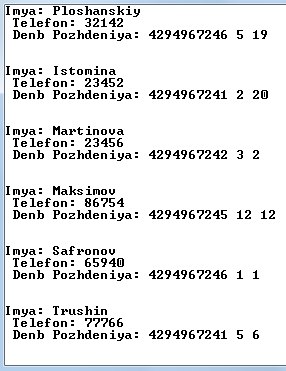 Imya: Ploshanskiy
Telefon: 32142
Denb Pozhdeniya: 4294967246 5 19
Imya: Istomina
Telefon: 23452
Denb Pozhdeniya: 4294967241 2 20
Imya: Martinova
Telefon: 23456
Denb Pozhdeniya: 4294967242 3 2
Imya: Maksimov
Telefon: 86754
Denb Pozhdeniya: 4294967245 12 12
Imya: Safronov
Telefon: 65940
Denb Pozhdeniya: 4294967246 1 1
Imya: Trushin
Telefon: 77766
Denb Pozhdeniya: 4294967241 5 6